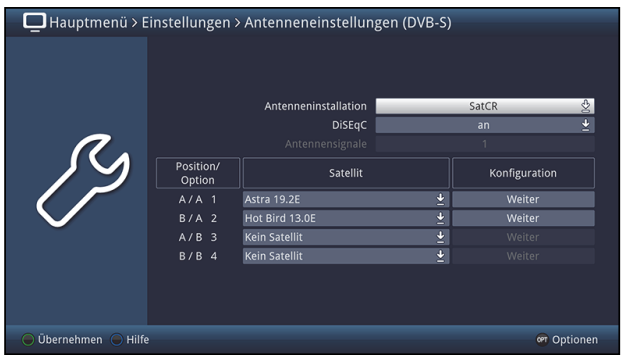 Hauptmenü > Einstellungen > Antenneneinstellungen (DVB-S)
Antenneninstallation SatCR
DiSEqC an
Antennensignale 1
Position/
Option Satellit Konfiguration
A / A 1 Astra 19.2E Weiter
B / A 2 Hot Bird 13.0E Weiter
A / B 3 Kein Satellit Weiter
B / B 4 Kein Satellit Weiter
Übernehmen Hilfe OPT Optionen